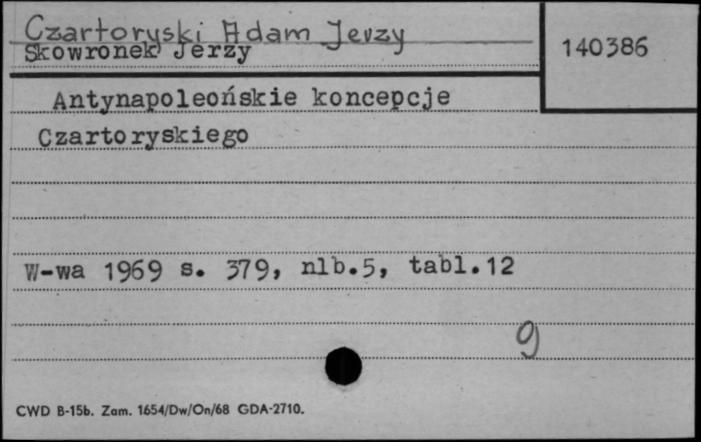 Czartoryski Adam Jerzy
Skowronek Jerzy
140386
Antynapoleońskie koncepcje
Czartoryskiego
W-wa 1969 s. 379, nlb.5, tabl.12
g
CWD B-15b. Zam. 1654/Dw/On/68 GDA-2710.